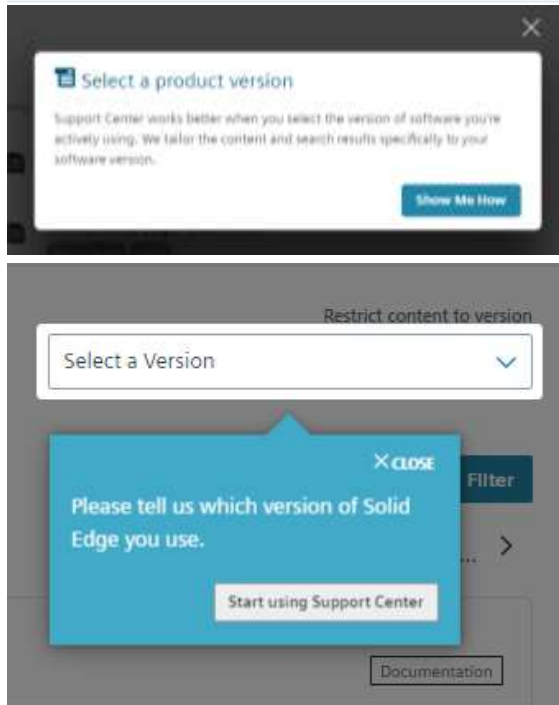 Select a product version
Support Center works better when you select the version of software you're
actively using. We tailor the content and search results specifically to your
software version.
Show Me How
Restrict content to version
Select a Version
CLOSE
Filter
Please tell us which version of Solid
Edge you use.
...
Start using Support Center
Documentation